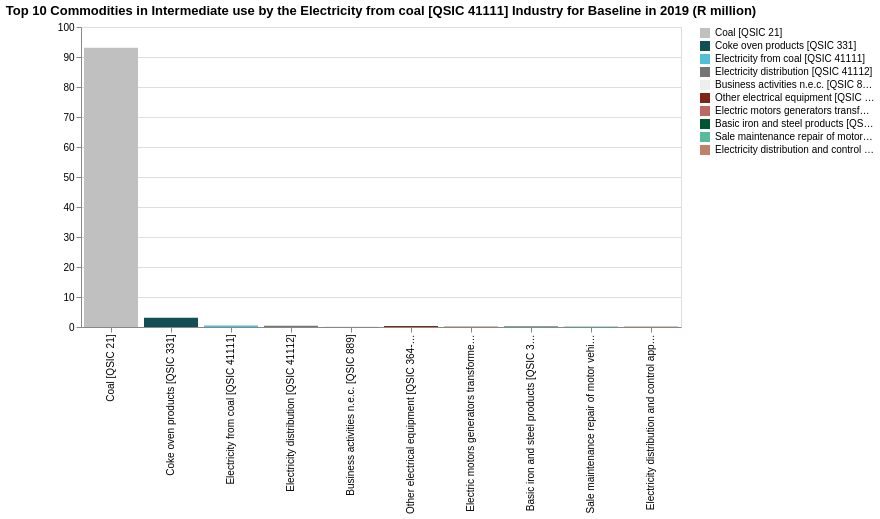 Top 10 Commodities in Intermediate use by the Electricity from coal [QSIC 41111] Industry for Baseline in 2019 (R million)
100
90
80
70
60
50
40
30
20
10
0
Coal [QSIC 21]
Coke oven products [QSIC 331]
Electricity from coal [QSIC 41111]
Electricity distribution [QSIC 41112]
Business activities n.e.c. [QSIC 889]
Other electrical equipment [QSIC 364-…
Electric motors generators transforme…
Basic iron and steel products [QSIC 3…
Sale maintenance repair of motor vehi…
Electricity distribution and control app…
Coal [QSIC 21]
Coke oven products [QSIC 331]
Electricity from coal [QSIC 41111]
Electricity distribution [QSIC 41112]
Business activities n.e.c. [QSIC 8…
Other electrical equipment [QSIC …
Electric motors generators transf…
Basic iron and steel products [QS…
Sale maintenance repair of motor…
Electricity distribution and control …